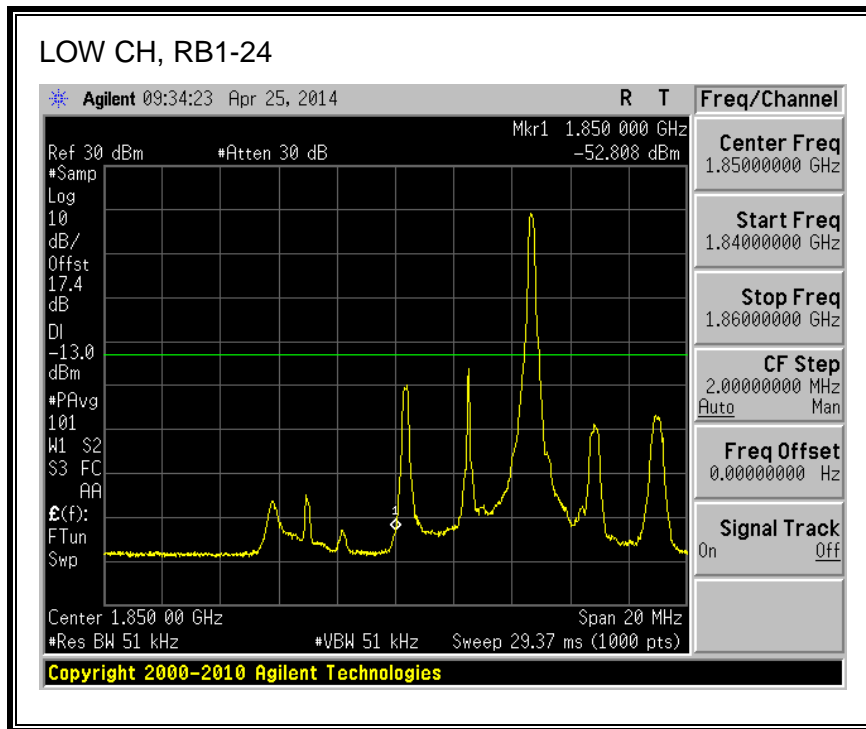 LOW CH, RB1-24
Agilent 09:34:23 Apr 25, 2014 R T
Freq/Channel
Mkr1 1.850 000 GHz
Ref 30 dBm #Atten 30 dB -52.808 dBm
#Samp
Log
10
dB/
Offst
17.4
dB
DI
-13.0
dBm
#PAvg
101
W1 S2
S3 FC
AA
£(f):
FTun
Swp
1
Center 1.850 00 GHz Span 20 MHz
#Res BW 51 kHz #VBW 51 kHz Sweep 29.37 ms (1000 pts)
Center Freq
1.85000000 GHz
Start Freq
1.84000000 GHz
Stop Freq
1.86000000 GHz
CF Step
2.00000000 MHz
Auto Man
Freq Offset
0.00000000 Hz
Signal Track
On Off
Copyright 2000-2010 Agilent Technologies